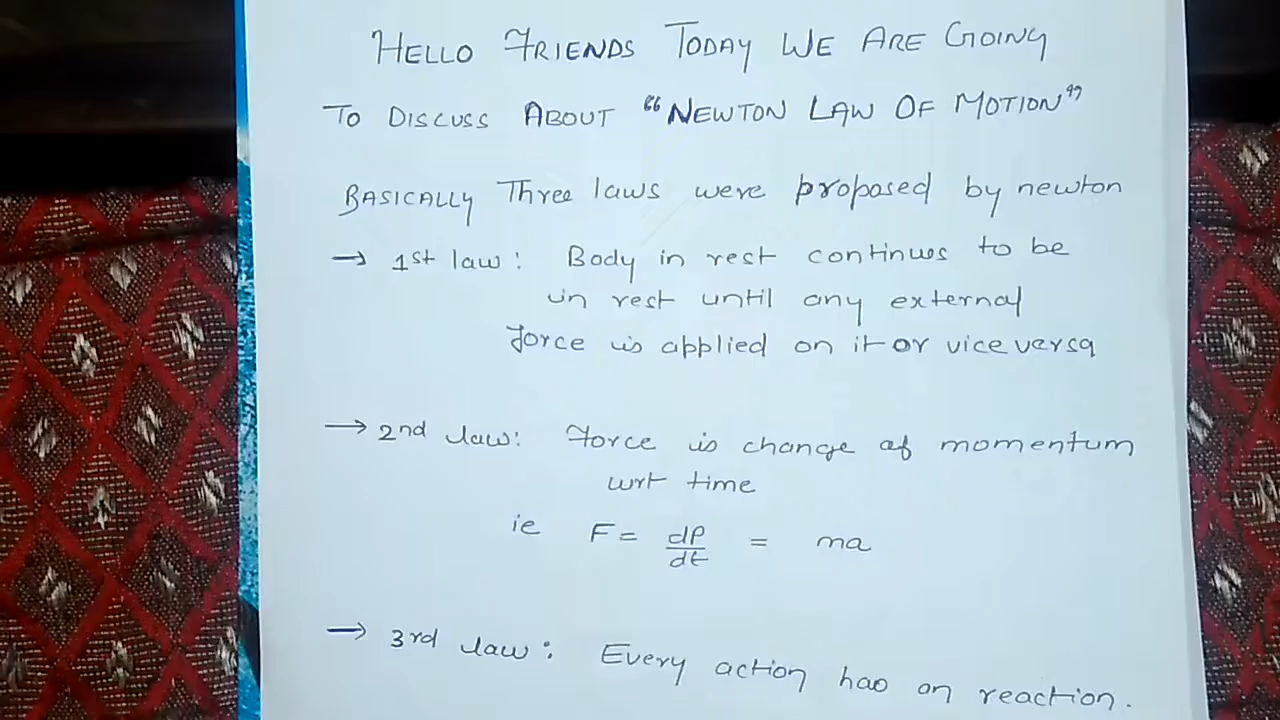 HELLO FRIENDS TODAY WE ARE GOING
TO DISCUSS ABOUT "NEWTON LAW OF MOTION"
BASICALLY Three laws were proposed by newton
→ 1st law: Body in rest continues to be
in rest until any external
force is applied on it or vice versa
→ 2nd law: Force is change of momentum
wrt time
ie F = dP/dt = ma
→ 3rd law: Every action has an reaction.